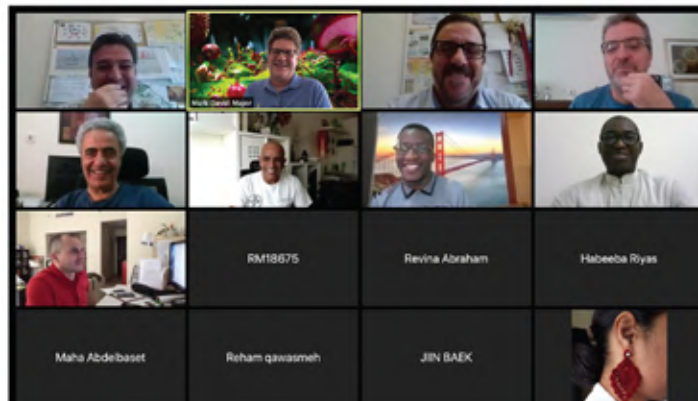 Mark David Major
RM18675
Revina Abraham
Habeeba Riyas
Maha Abdelbaset
Reham qawasmeh
JIIN BAEK